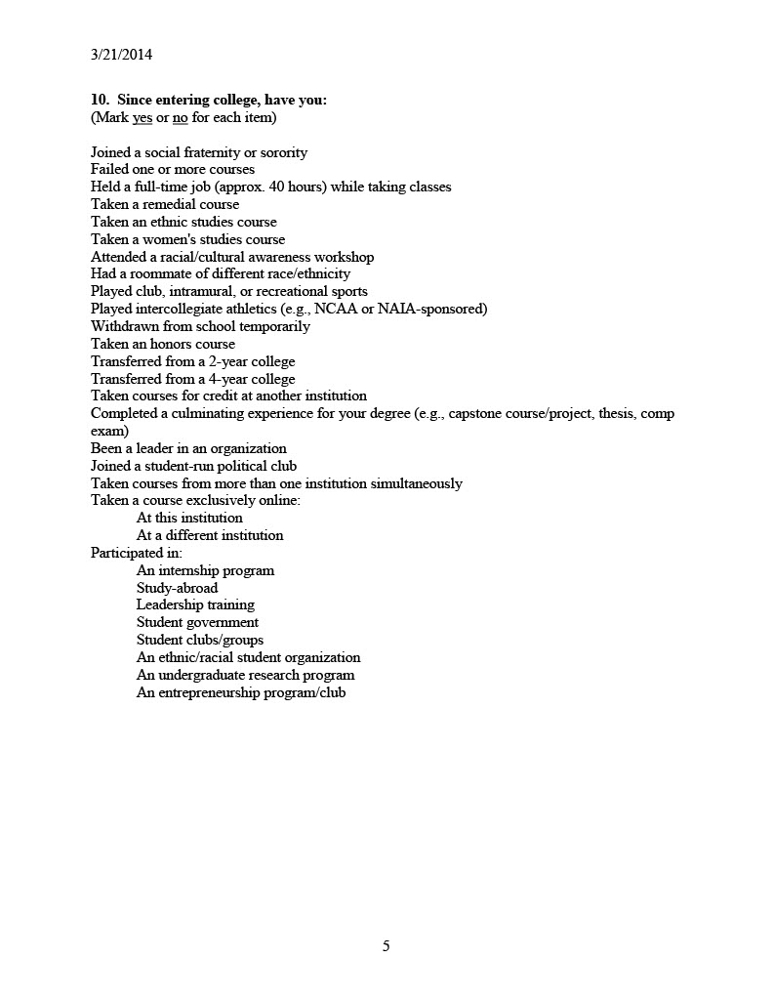 3/21/2014
10.  Since entering college, have you:
(Mark yes or no for each item)
Joined a social fraternity or sorority
Failed one or more courses
Held a full-time job (approx. 40 hours) while taking classes
Taken a remedial course
Taken an ethnic studies course
Taken a women's studies course
Attended a racial/cultural awareness workshop
Had a roommate of different race/ethnicity
Played club, intramural, or recreational sports
Played intercollegiate athletics (e.g., NCAA or NAIA-sponsored)
Withdrawn from school temporarily
Taken an honors course
Transferred from a 2-year college
Transferred from a 4-year college
Taken courses for credit at another institution
Completed a culminating experience for your degree (e.g., capstone course/project, thesis, comp
exam)
Been a leader in an organization
Joined a student-run political club
Taken courses from more than one institution simultaneously
Taken a course exclusively online:
At this institution
At a different institution
Participated in:
An internship program
Study-abroad
Leadership training
Student government
Student clubs/groups
An ethnic/racial student organization
An undergraduate research program
An entrepreneurship program/club
5